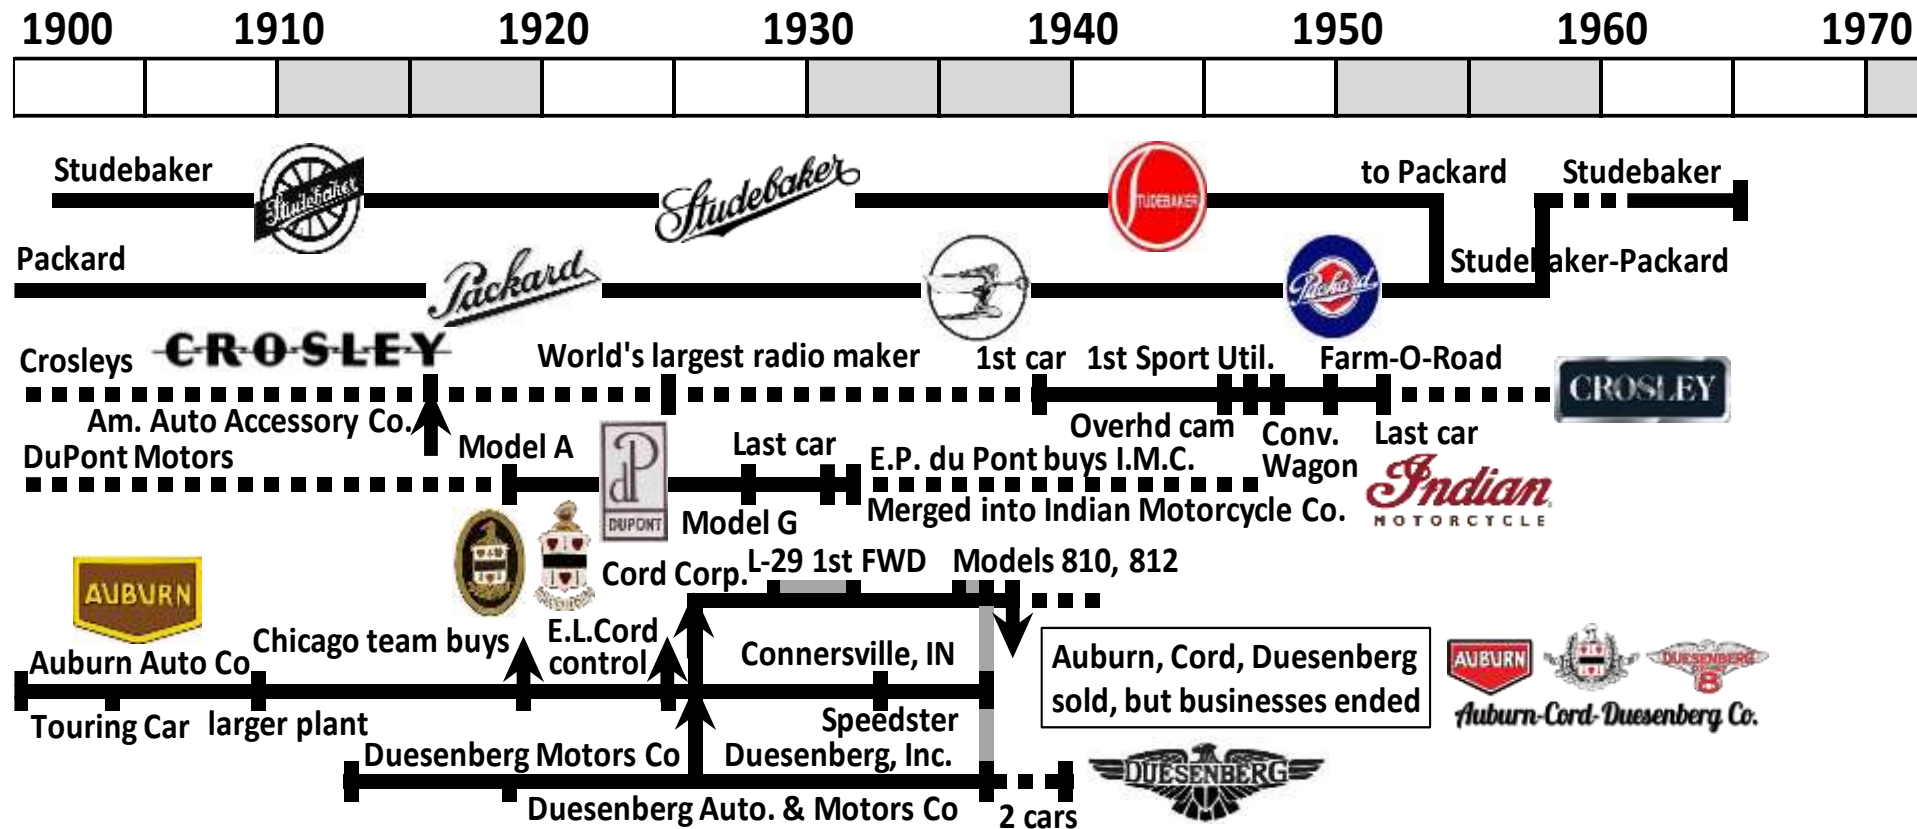 1900 1910 1920 1930 1940 1950 1960 1970
Studebaker
Studebaker
Studebaker
STUDEBAKER
to Packard
Studebaker
Packard
Packard
Packard
Studebaker-Packard
Crosleys
CROSLEY
World's largest radio maker
1st car
1st Sport Util.
Farm-O-Road
CROSLEY
Am. Auto Accessory Co.
Overhd cam
Conv.
Wagon
Last car
DuPont Motors
Model A
dP
DUPONT
Last car
E.P. du Pont buys I.M.C.
Merged into Indian Motorcycle Co.
Indian
MOTORCYCLE
Model G
AUBURN
Cord Corp.
L-29 1st FWD
Models 810, 812
Chicago team buys
E.L.Cord
control
Auburn Auto Co
Connersville, IN
Touring Car
larger plant
Speedster
Auburn, Cord, Duesenberg
sold, but businesses ended
AUBURN
DUESENBERG
8
Auburn-Cord-Duesenberg Co.
Duesenberg Motors Co
Duesenberg, Inc.
Duesenberg Auto. & Motors Co
2 cars
DUESENBERG